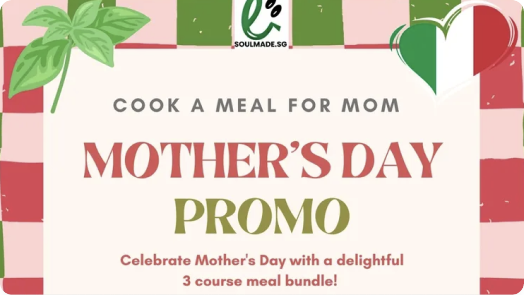 SOULMADE.SG
COOK A MEAL FOR MOM
MOTHER'S DAY
PROMO
Celebrate Mother's Day with a delightful
3 course meal bundle!